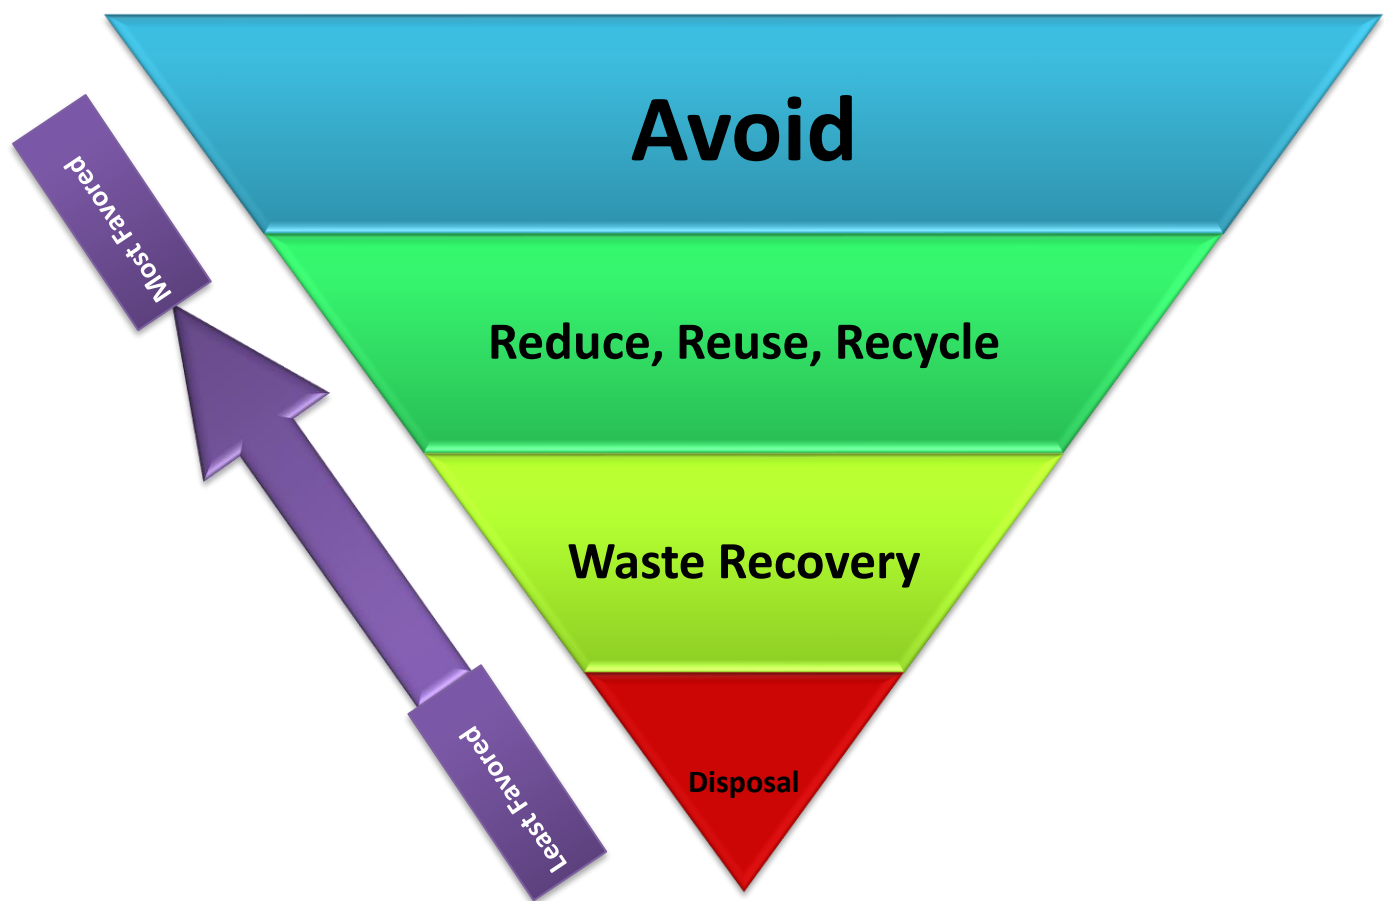 Avoid
Most Favored
Reduce, Reuse, Recycle
Waste Recovery
Least Favored
Disposal